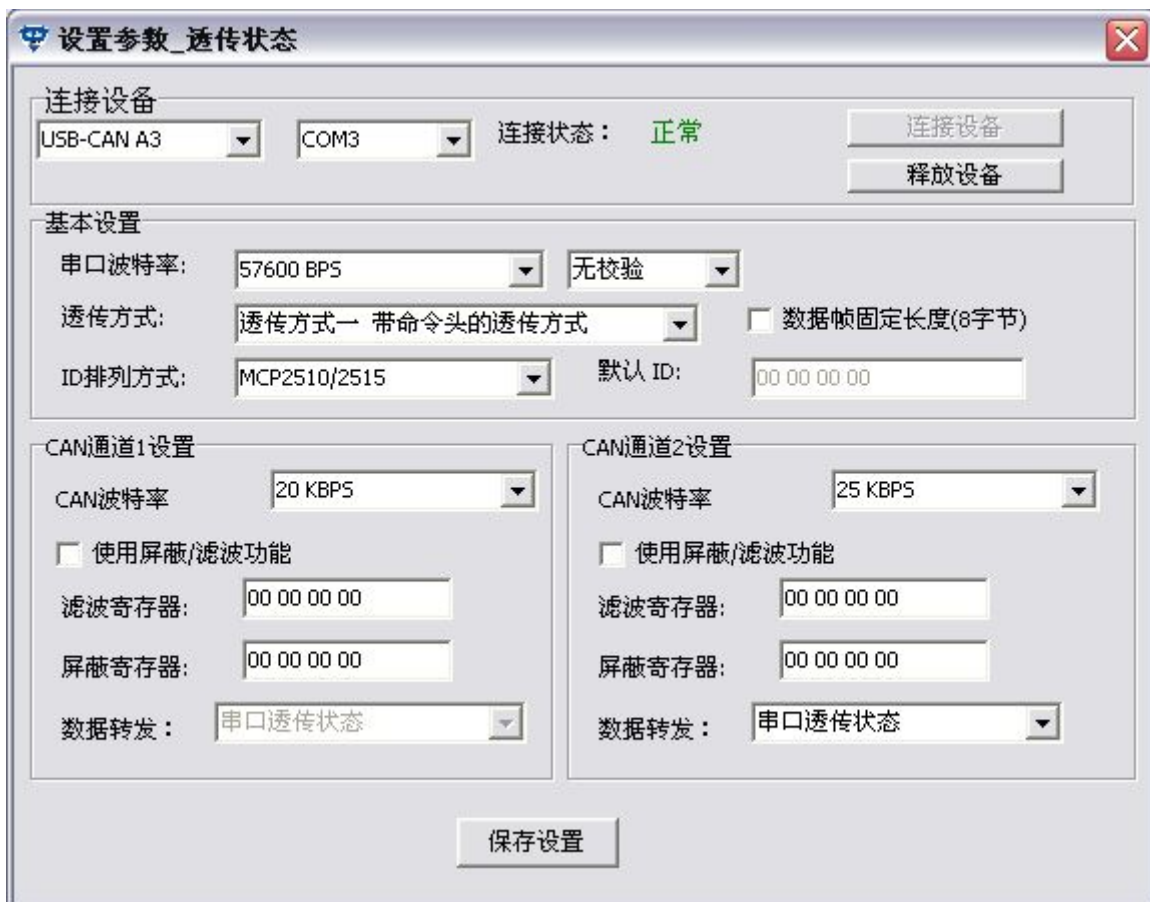 设置参数_透传状态
连接设备
USB-CAN A3 COM3 连接状态： 正常 连接设备
释放设备
基本设置
串口波特率: 57600 BPS 无校验
透传方式: 透传方式一 带命令头的透传方式 数据帧固定长度(8字节)
ID排列方式: MCP2510/2515 默认 ID: 00 00 00 00
CAN通道1设置 CAN通道2设置
CAN波特率 20 KBPS CAN波特率 25 KBPS
使用屏蔽/滤波功能 使用屏蔽/滤波功能
滤波寄存器: 00 00 00 00 滤波寄存器: 00 00 00 00
屏蔽寄存器: 00 00 00 00 屏蔽寄存器: 00 00 00 00
数据转发： 串口透传状态 数据转发： 串口透传状态
保存设置